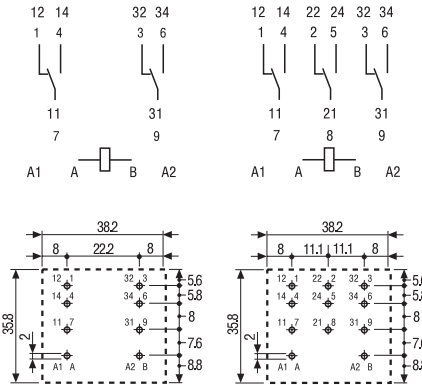 12 14 32 34 12 14 22 24 32 34
1 4 3 6 1 4 2 5 3 6
11 31 11 21 31
7 9 7 8 9
A1 A B A2 A1 A B A2
38.2 38.2
8 22.2 8 8 11.1 11.1 8
12 1 32 3 12 1 22 2 32 3
5.6
14 4 34 6 14 4 24 5 34 6
5.8
35.8 8 35.8 8
11 7 31 9 11 7 21 8 31 9
2 7.6 2
A1 A A2 B A1 A A2 B
8.8